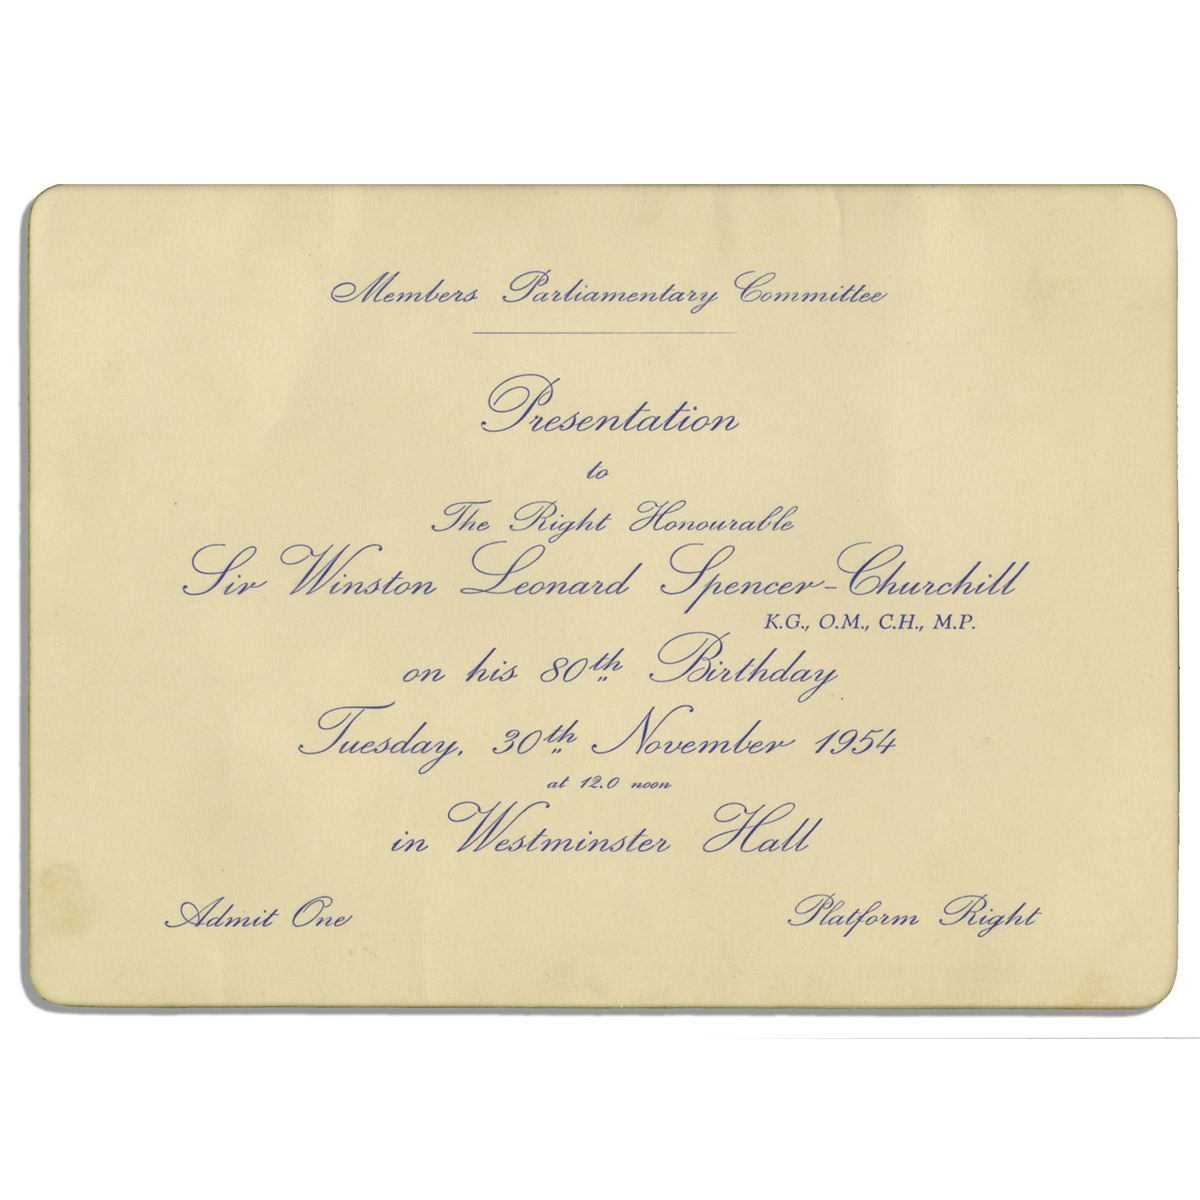 Members Parliamentary Committee
Presentation
to
The Right Honourable
Sir Winston Leonard Spencer-Churchill
K.G., O.M., C.H., M.P.
on his 80th Birthday
Tuesday, 30th November 1954
at 12.0 noon
in Westminster Hall
Admit One
Platform Right